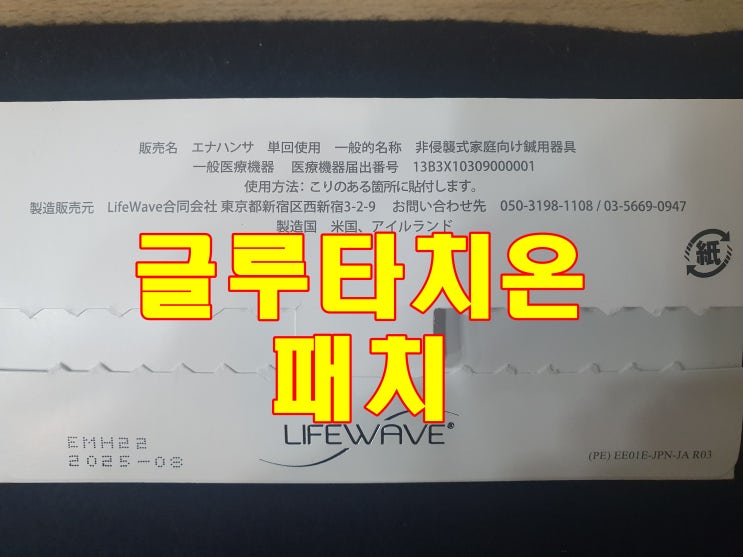 販売名 エナハンサ 単回使用 一般的名称 非侵襲式家庭向け鍼用器具
一般医療機器 医療機器届出番号 13B3X10309000001
使用方法: こりのある箇所に貼付します。
製造販売元 LifeWave合同会社 東京都新宿区西新宿3-2-9 お問い合わせ先 050-3198-1108 / 03-5669-0947
製造国 米国、アイルランド
紙
글루타치온
패치
LIFEWAVE®
EMH22
2025-08
(PE) EE01E-JPN-JA R03